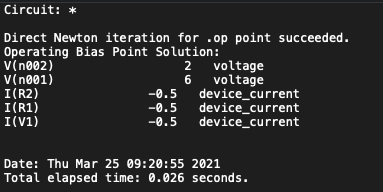 Circuit: *
Direct Newton iteration for .op point succeeded.
Operating Bias Point Solution:
V(n002) 2 voltage
V(n001) 6 voltage
I(R2) -0.5 device_current
I(R1) -0.5 device_current
I(V1) -0.5 device_current
Date: Thu Mar 25 09:20:55 2021
Total elapsed time: 0.026 seconds.